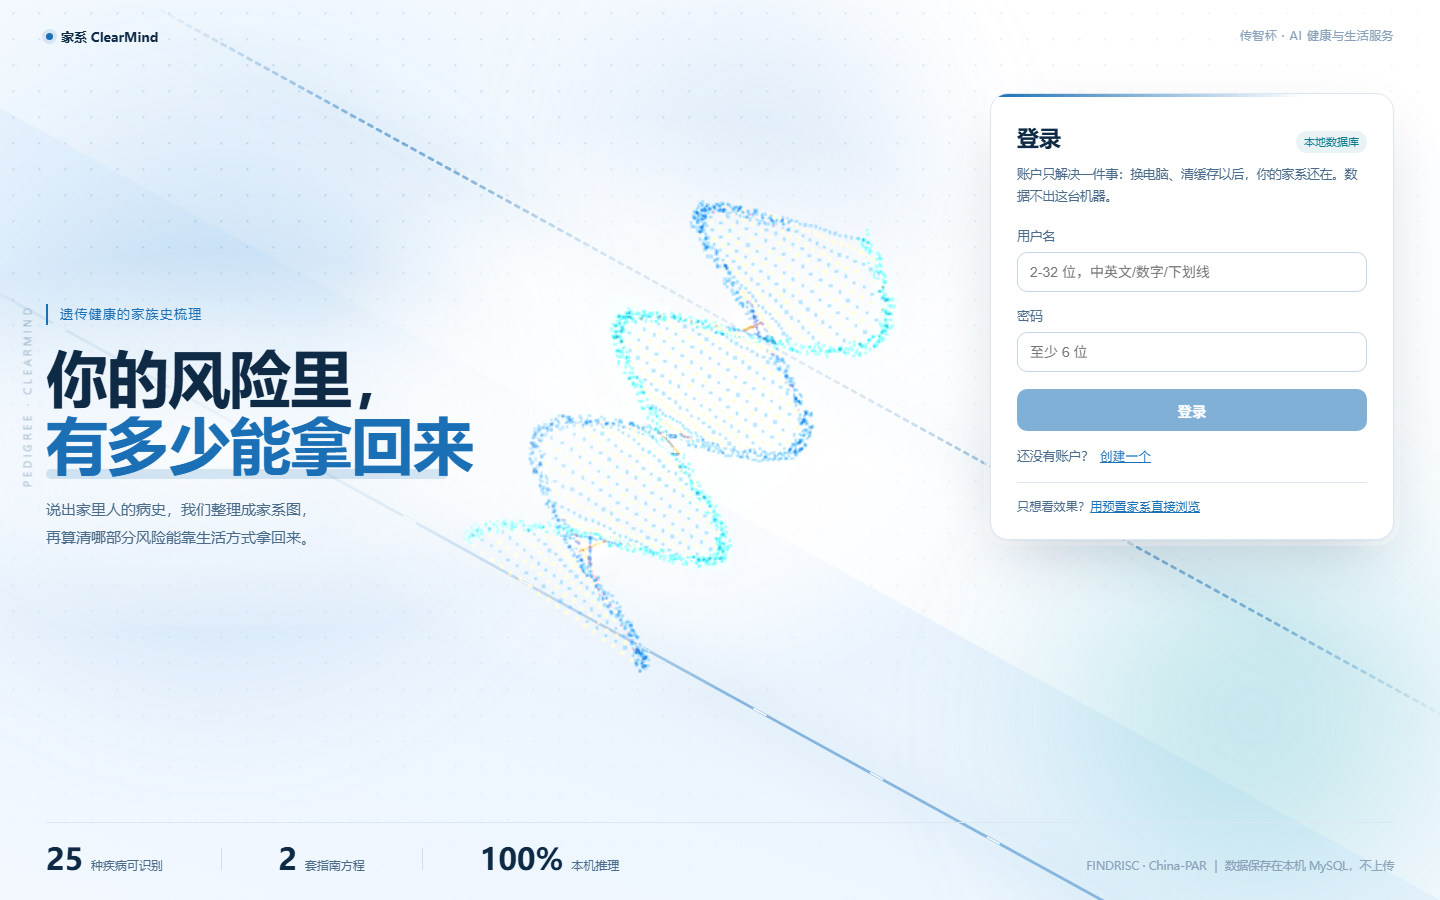 家系 ClearMind
传智杯 · AI 健康与生活服务
PEDIGREE · CLEARMIND
遗传健康的家族史梳理
你的风险里，
有多少能拿回来
说出家里人的病史，我们整理成家系图，
再算清哪部分风险能靠生活方式拿回来。
登录
本地数据库
账户只解决一件事：换电脑、清缓存以后，你的家系还在。数
据不出这台机器。
用户名
2-32 位，中英文/数字/下划线
密码
至少 6 位
登录
还没有账户？ 创建一个
只想看效果？用预置家系直接浏览
25 种疾病可识别
2 套指南方程
100% 本机推理
FINDRISC · China-PAR | 数据保存在本机 MySQL，不上传